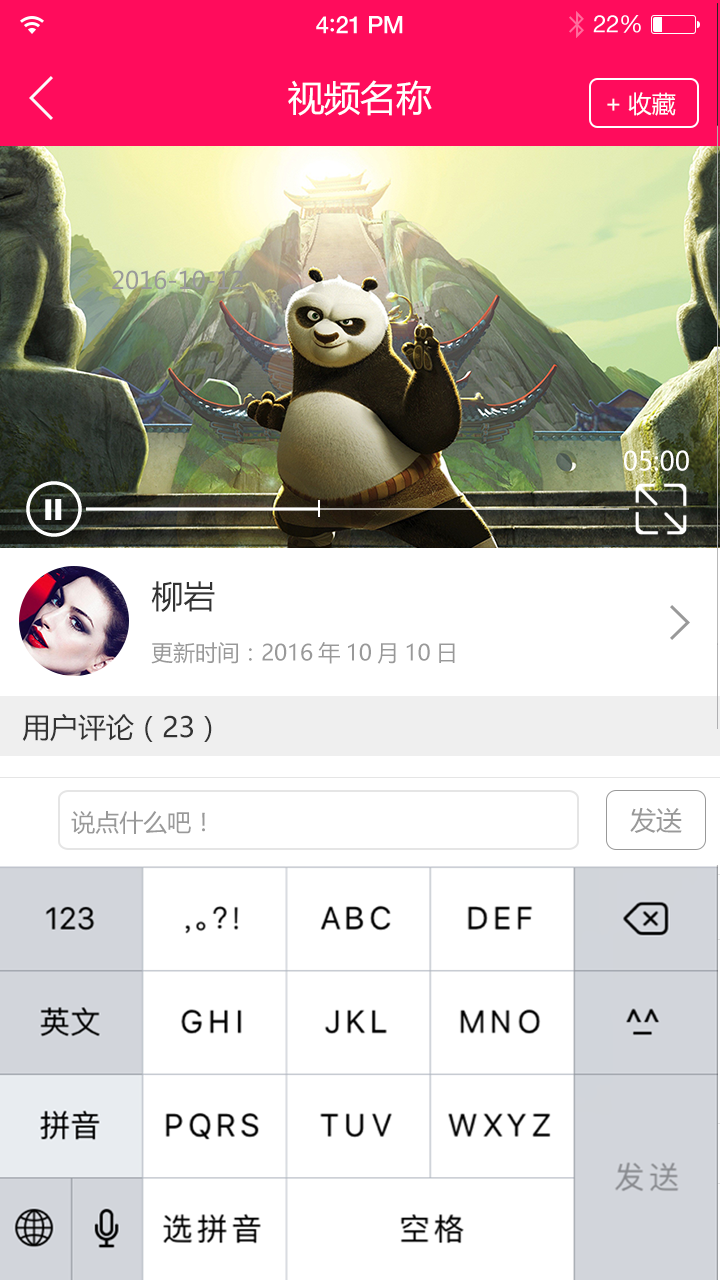 4:21 PM
22%
视频名称
+ 收藏
2016-10-12
05:00
柳岩
更新时间：2016 年 10 月 10 日
用户评论（23）
说点什么吧！
发送
123
,。?!
ABC
DEF
英文
GHI
JKL
MNO
^^
拼音
PQRS
TUV
WXYZ
发送
选拼音
空格